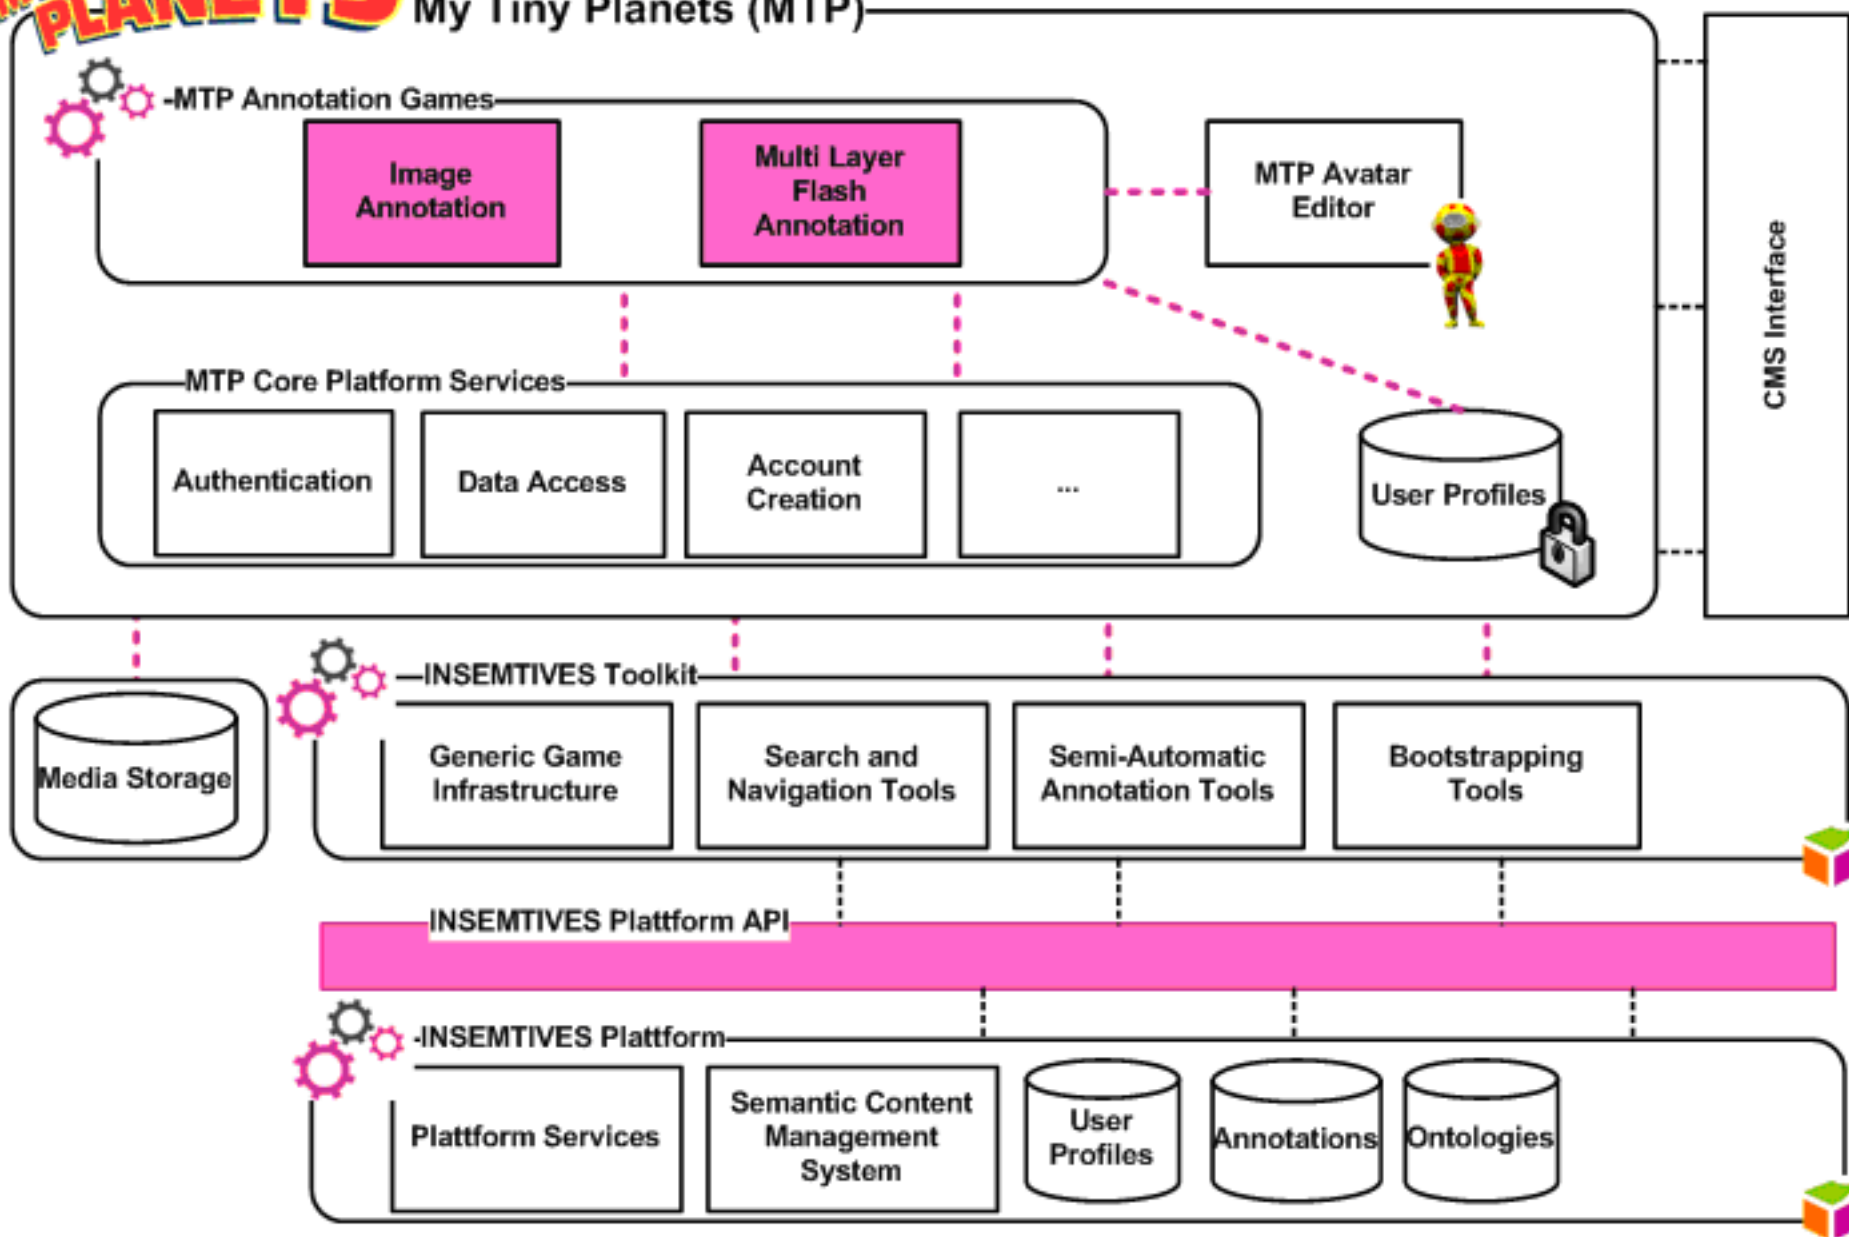 PLANETS
My Tiny Planets (MTP)
MTP Annotation Games
Image
Annotation
Multi Layer
Flash
Annotation
MTP Avatar
Editor
CMS Interface
MTP Core Platform Services
Authentication
Data Access
Account
Creation
...
User Profiles
Media Storage
INSEMTIVES Toolkit
Generic Game
Infrastructure
Search and
Navigation Tools
Semi-Automatic
Annotation Tools
Bootstrapping
Tools
INSEMTIVES Plattform API
INSEMTIVES Plattform
Plattform Services
Semantic Content
Management
System
User
Profiles
Annotations
Ontologies